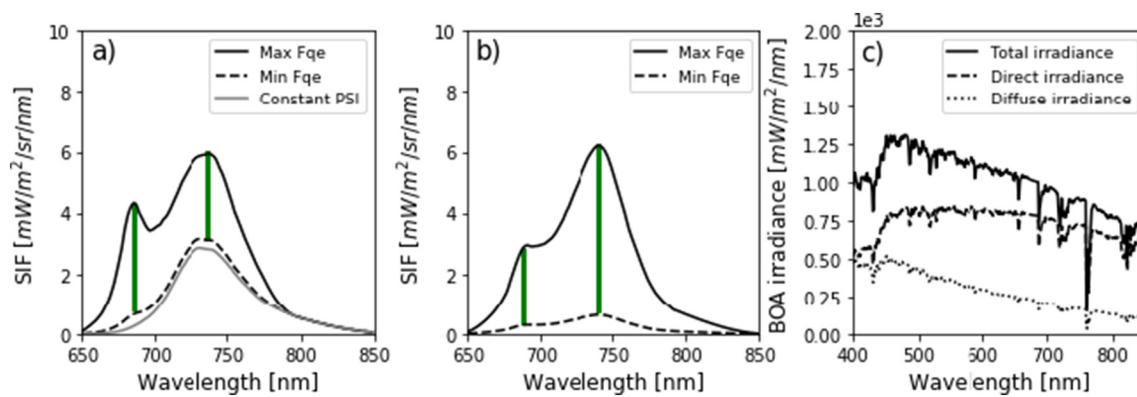 a)
Max Fqe
Min Fqe
Constant PSI
SIF [mW/m²/sr/nm]
10
8
6
4
2
0
650 700 750 800 850
Wavelength [nm]
b)
Max Fqe
Min Fqe
SIF [mW/m²/sr/nm]
10
8
6
4
2
0
650 700 750 800 850
Wavelength [nm]
1e3
c)
Total irradiance
Direct irradiance
Diffuse irradiance
BOA irradiance [mW/m²/nm]
2.00
1.75
1.50
1.25
1.00
0.75
0.50
0.25
0.00
400 500 500 700 800
Wavelength [nm]